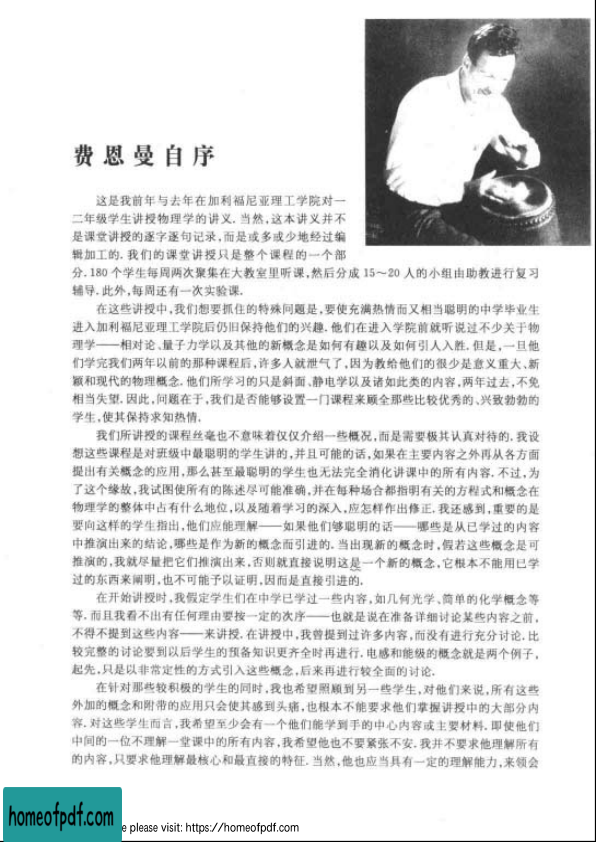 费恩曼自序
这是我前年与去年在加利福尼亚理工学院对一
二年级学生讲授物理学的讲义. 当然,这本讲义并不
是课堂讲授的逐字逐句记录,而是或多或少地经过编
辑加工的. 我们的课堂讲授只是整个课程的一个部
分. 180 个学生每周两次聚集在大教室里听课,然后分成 15～20 人的小组由助教进行复习
辅导. 此外,每周还有一次实验课.
在这些讲授中,我们想要抓住的特殊问题是,要使充满热情而又相当聪明的中学毕业生
进入加利福尼亚理工学院后仍旧保持他们的兴趣. 他们在进入学院前就听说过不少关于物
理学——相对论、量子力学以及其他的新概念是如何有趣以及如何引人入胜. 但是,一旦他
们学完我们两年以前的那种课程后,许多人就泄气了,因为教给他们的很少是意义重大、新
颖和现代的物理概念. 他们所学习的只是斜面、静电学以及诸如此类的内容,两年过去,不免
相当失望. 因此,问题在于,我们是否能够设置一门课程来顾全那些比较优秀的、兴致勃勃的
学生,使其保持求知热情.
我们所讲授的课程丝毫也不意味着仅仅介绍一些概况,而是需要极其认真对待的. 我设
想这些课程是对班级中最聪明的学生讲的,并且可能的话,如果在主要内容之外再从各方面
提出有关概念的应用,那么甚至最聪明的学生也无法完全消化讲课中的所有内容. 不过,为
了这个缘故,我试图使所有的陈述尽可能准确,并在每种场合都指明有关的方程式和概念在
物理学的整体中占有什么地位,以及随着学习的深入,应怎样作出修正. 我还感到,重要的是
要向这样的学生指出,他们应能理解——如果他们够聪明的话——哪些是从已学过的内容
中推演出来的结论,哪些是作为新的概念而引进的. 当出现新的概念时,假若这些概念是可
推演的,我就尽量把它们推演出来,否则就直接说明这是一个新的概念,它根本不能用已学
过的东西来阐明,也不可能予以证明,因而是直接引进的.
在开始讲授时,我假定学生们在中学已学过一些内容,如几何光学、简单的化学概念等
等. 而且我看不出有任何理由要按一定的次序——也就是说在准备详细讨论某些内容之前,
不得不提到这些内容——来讲授. 在讲授中,我曾提到过许多内容,而没有进行充分讨论. 比
较完整的讨论要到以后学生的预备知识更齐全时再进行. 电感和能级的概念就是两个例子,
起先,只是以非常定性的方式引入这些概念,后来再进行较全面的讨论.
在针对那些较积极的学生的同时,我也希望照顾到另一些学生,对他们来说,所有这些
外加的概念和附带的应用只会使其感到头痛,也根本不能要求他们掌握讲授中的大部分内
容. 对这些学生而言,我希望至少会有一个他们能学到手的中心内容或主要材料. 即使他们
中间的一位不理解一堂课中的所有内容,我希望他也不要紧张不安. 我并不要求他理解所有
的内容,只要求他理解最核心和最直接的特征. 当然,他也应当具有一定的理解能力,来领会
homeofpdf.com
e please visit: https://homeofpdf.com